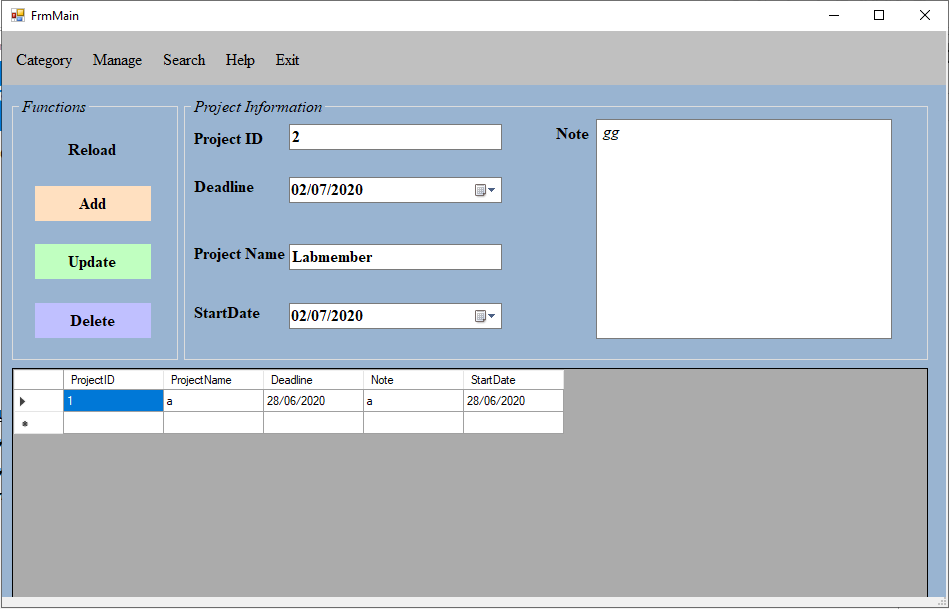 FrmMain
Category Manage Search Help Exit
Functions
Reload
Add
Update
Delete
Project Information
Project ID 2
Deadline 02/07/2020
Project Name Labmember
StartDate 02/07/2020
Note gg
ProjectID ProjectName Deadline Note StartDate
1 a 28/06/2020 a 28/06/2020